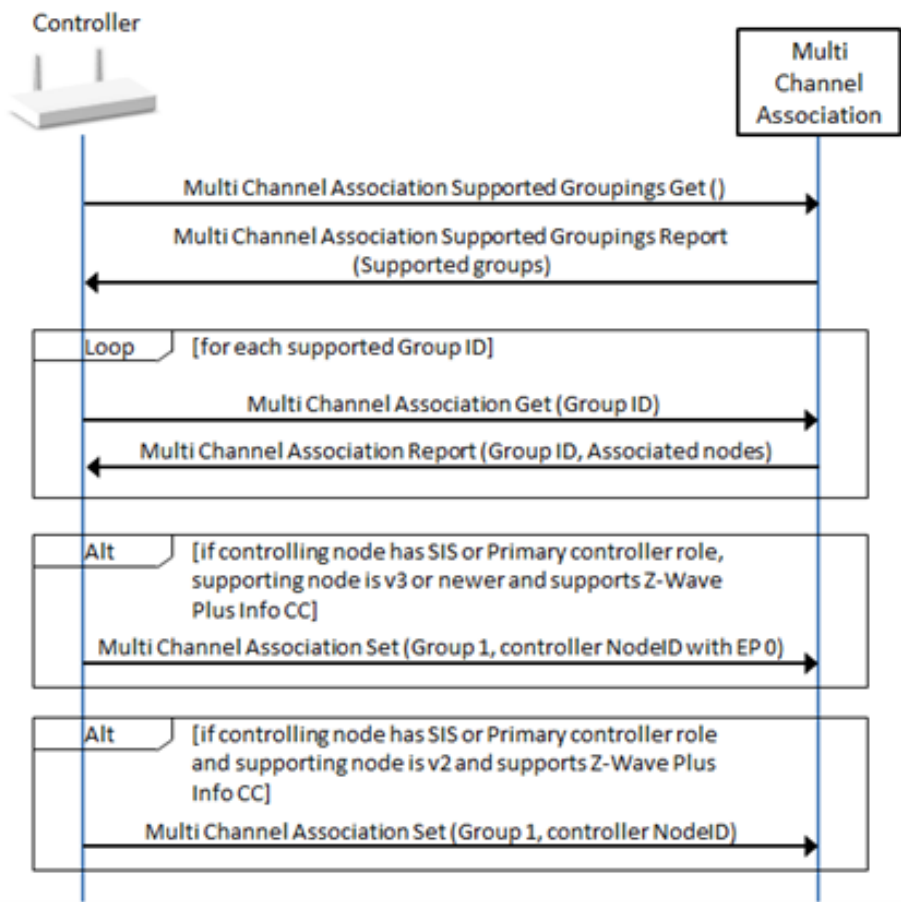 Controller
Multi
Channel
Association
Multi Channel Association Supported Groupings Get ()
Multi Channel Association Supported Groupings Report
(Supported groups)
Loop
[for each supported Group ID]
Multi Channel Association Get (Group ID)
Multi Channel Association Report (Group ID, Associated nodes)
Alt
[if controlling node has SIS or Primary controller role,
supporting node is v3 or newer and supports Z-Wave
Plus Info CC]
Multi Channel Association Set (Group 1, controller NodeID with EP 0)
Alt
[if controlling node has SIS or Primary controller role
and supporting node is v2 and supports Z-Wave Plus
Info CC]
Multi Channel Association Set (Group 1, controller NodeID)